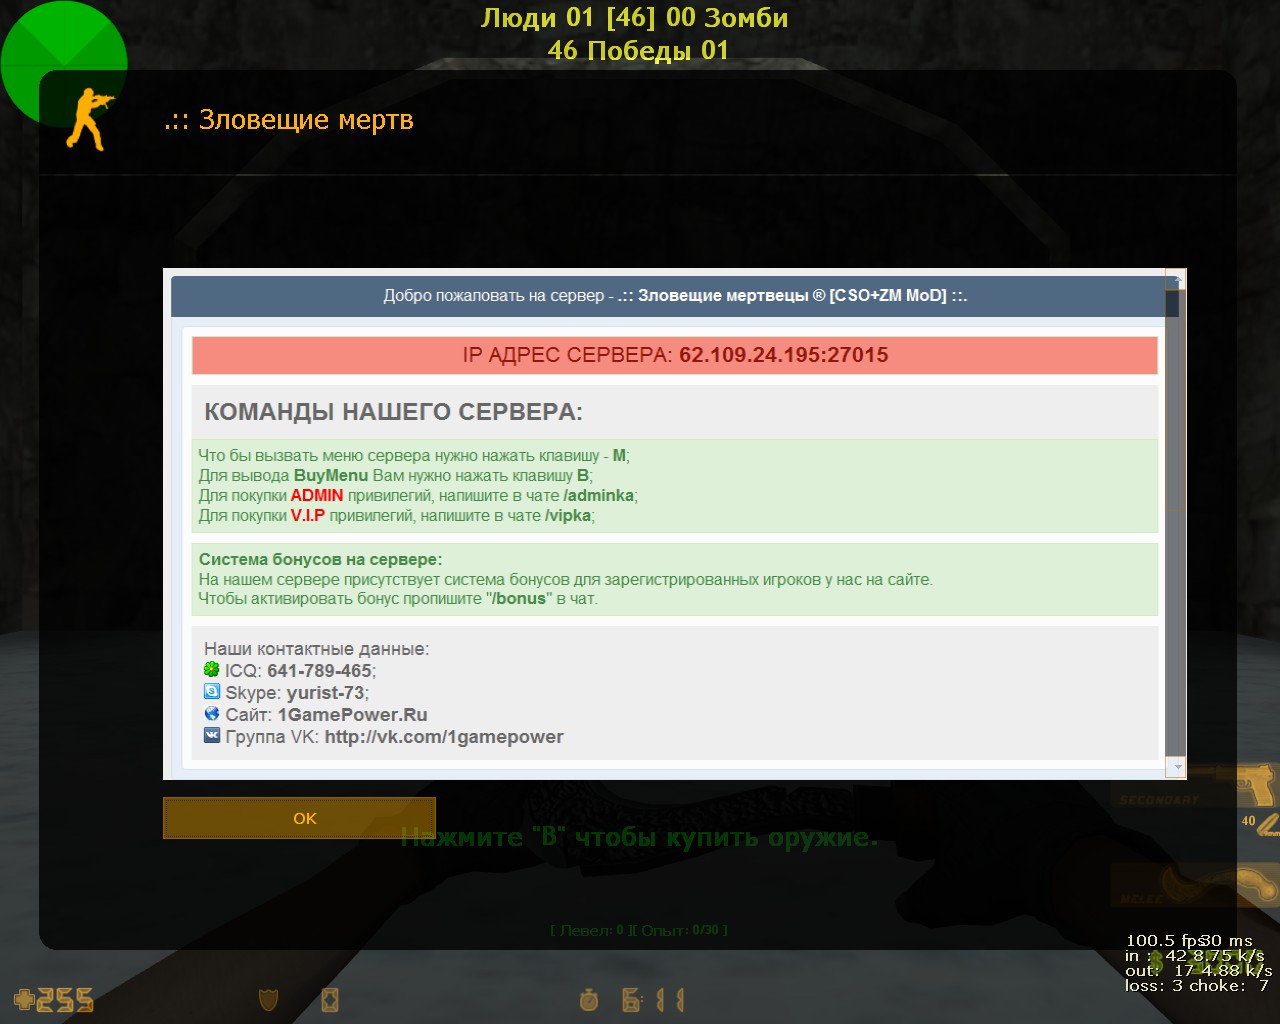 Люди 01 [46] 00 Зомби
46 Победы 01
.:: Зловещие мертв
Добро пожаловать на сервер - .:: Зловещие мертвецы ® [CSO+ZM MoD] ::.
IP АДРЕС СЕРВЕРА: 62.109.24.195:27015
КОМАНДЫ НАШЕГО СЕРВЕРА:
Что бы вызвать меню сервера нужно нажать клавишу - M;
Для вывода BuyMenu Вам нужно нажать клавишу B;
Для покупки ADMIN привилегий, напишите в чате /adminka;
Для покупки V.I.P привилегий, напишите в чате /vipka;
Система бонусов на сервере:
На нашем сервере присутствует система бонусов для зарегистрированных игроков у нас на сайте.
Чтобы активировать бонус пропишите "/bonus" в чат.
Наши контактные данные:
ICQ: 641-789-465;
Skype: yurist-73;
Сайт: 1GamePower.Ru
Группа VK: http://vk.com/1gamepower
OK
Нажмите "B" чтобы купить оружие.
SECONDARY
40
MELEE
[ Левел: 0 ][ Опыт: 0/30 ]
100.5 fps 30 ms
in : 42 8.75 k/s
out: 17 4.88 k/s
loss: 3 choke: 7
255
0
6:11